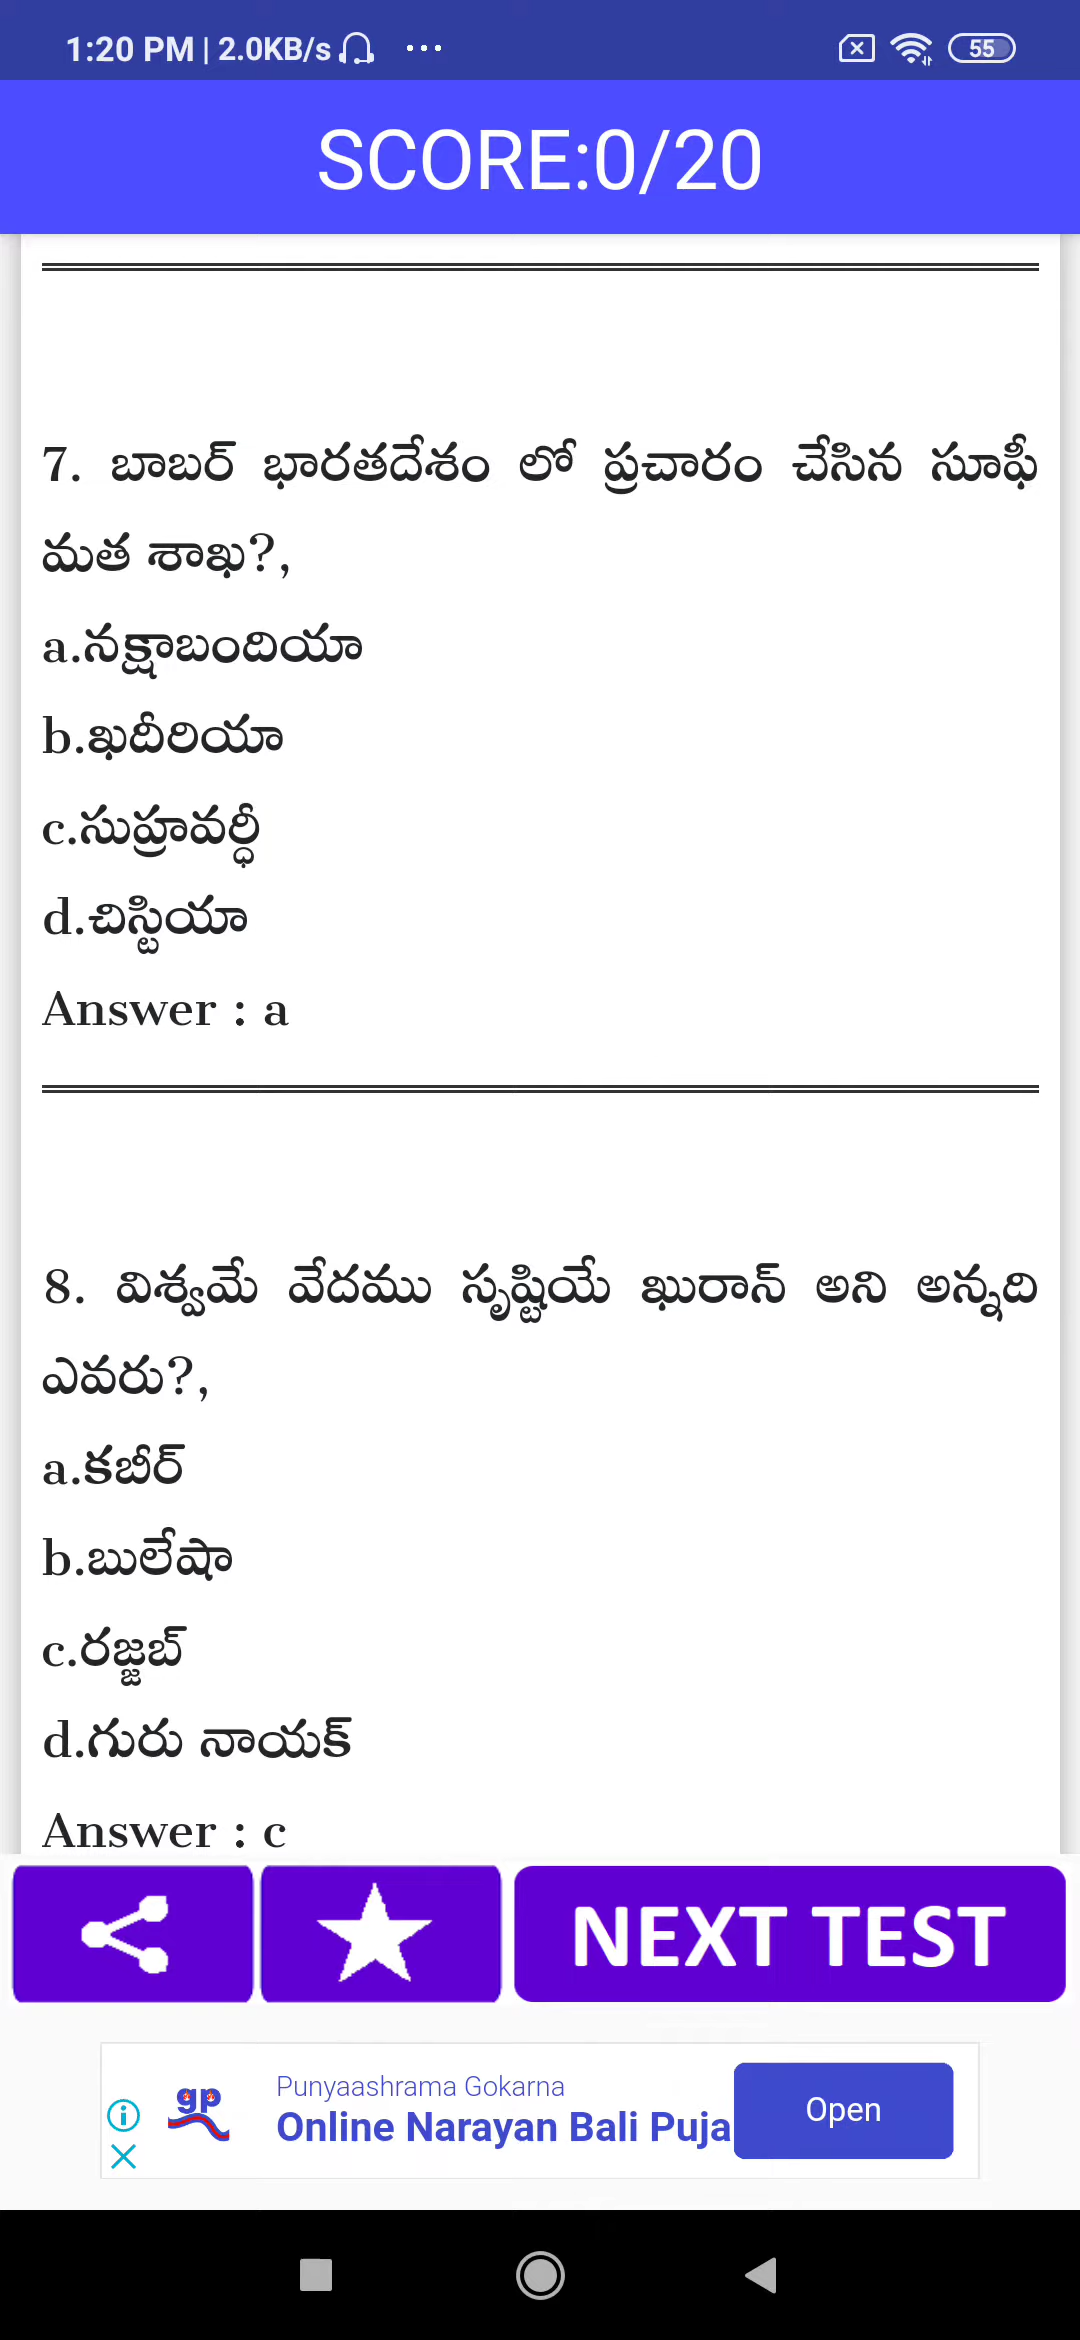 1:20 PM | 2.0KB/s ...
55
SCORE:0/20
7. బాబర్ భారతదేశం లో ప్రచారం చేసిన సూఫీ
మత శాఖ?,
a.నక్షాబందియా
b.ఖదీరియా
c.సుహ్రవర్ధీ
d.చిస్టియా
Answer : a
8. విశ్వమే వేదము సృష్టియే ఖురాన్ అని అన్నది
ఎవరు?,
a.కబీర్
b.బులేషా
c.రజ్జబ్
d.గురు నాయక్
Answer : c
NEXT TEST
gp
Punyaashrama Gokarna
Online Narayan Bali Puja
Open